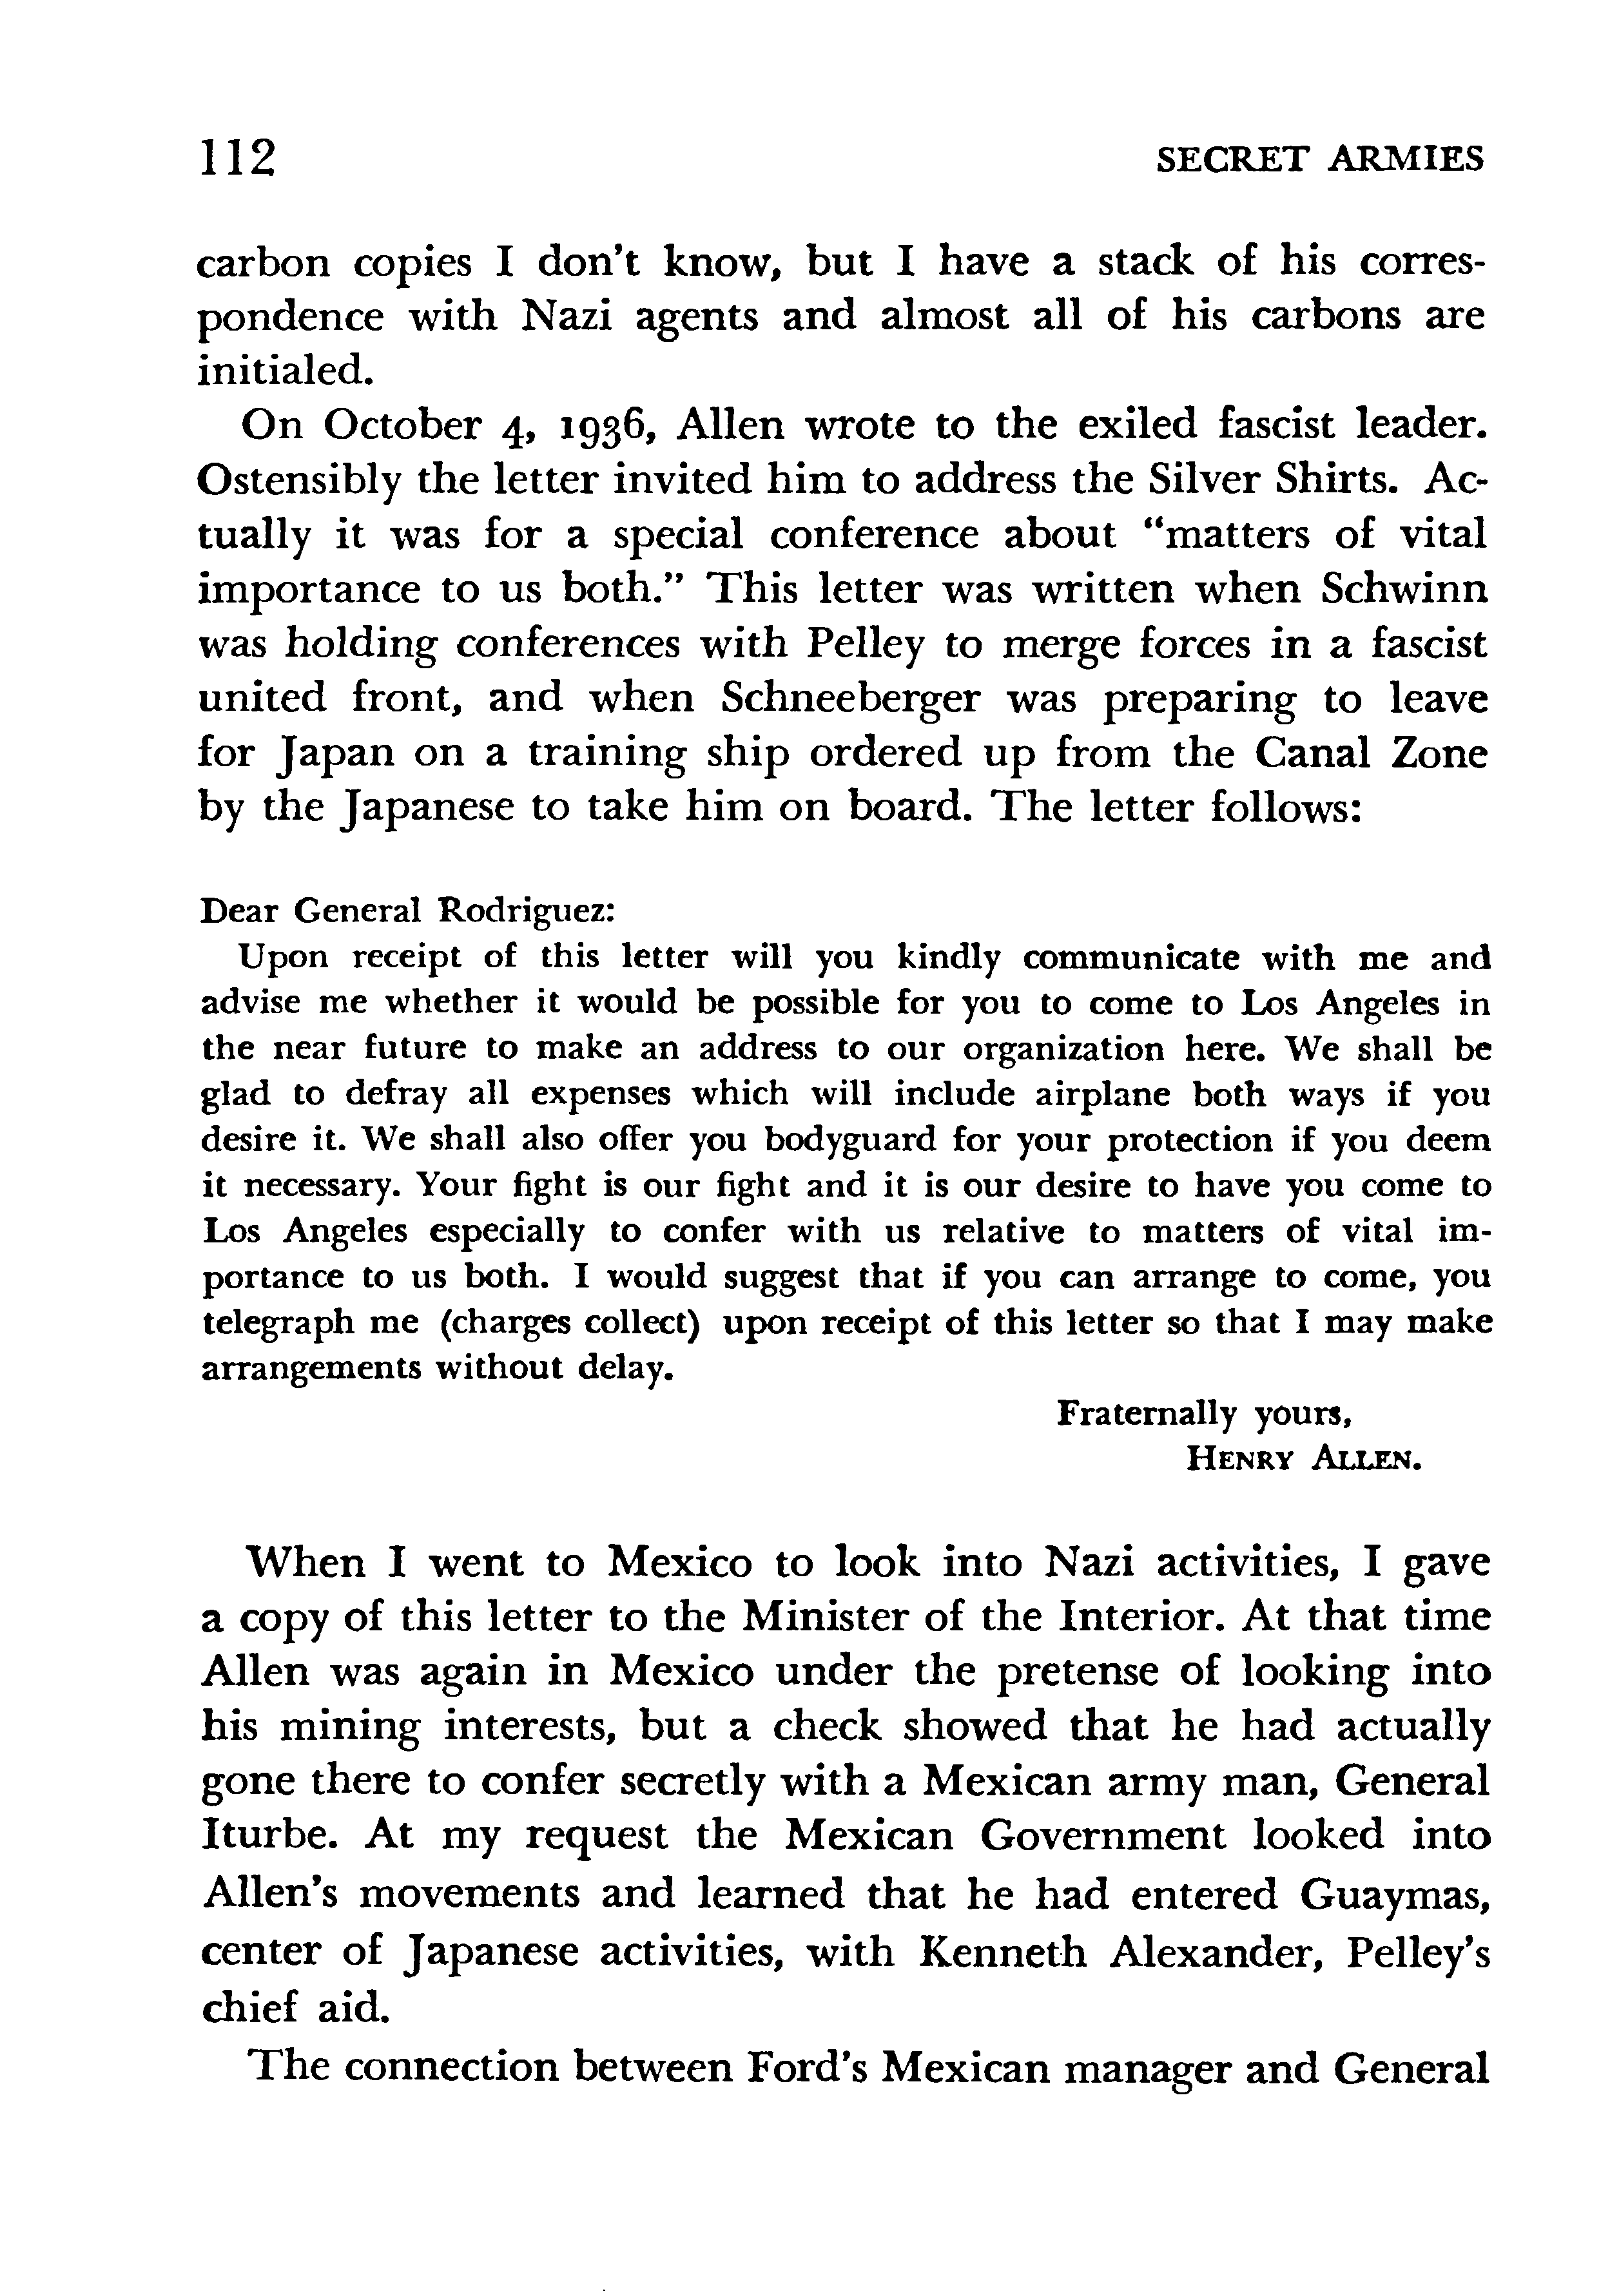 112 SECRET ARMIES
carbon copies I don't know, but I have a stack of his corres-
pondence with Nazi agents and almost all of his carbons are
initialed.
On October 4, 1936, Allen wrote to the exiled fascist leader.
Ostensibly the letter invited him to address the Silver Shirts. Ac-
tually it was for a special conference about "matters of vital
importance to us both." This letter was written when Schwinn
was holding conferences with Pelley to merge forces in a fascist
united front, and when Schneeberger was preparing to leave
for Japan on a training ship ordered up from the Canal Zone
by the Japanese to take him on board. The letter follows:
Dear General Rodriguez:
Upon receipt of this letter will you kindly communicate with me and
advise me whether it would be possible for you to come to Los Angeles in
the near future to make an address to our organization here. We shall be
glad to defray all expenses which will include airplane both ways if you
desire it. We shall also offer you bodyguard for your protection if you deem
it necessary. Your fight is our fight and it is our desire to have you come to
Los Angeles especially to confer with us relative to matters of vital im-
portance to us both. I would suggest that if you can arrange to come, you
telegraph me (charges collect) upon receipt of this letter so that I may make
arrangements without delay.
Fraternally yours,
HENRY ALLEN.
When I went to Mexico to look into Nazi activities, I gave
a copy of this letter to the Minister of the Interior. At that time
Allen was again in Mexico under the pretense of looking into
his mining interests, but a check showed that he had actually
gone there to confer secretly with a Mexican army man, General
Iturbe. At my request the Mexican Government looked into
Allen's movements and learned that he had entered Guaymas,
center of Japanese activities, with Kenneth Alexander, Pelley's
chief aid.
The connection between Ford's Mexican manager and General